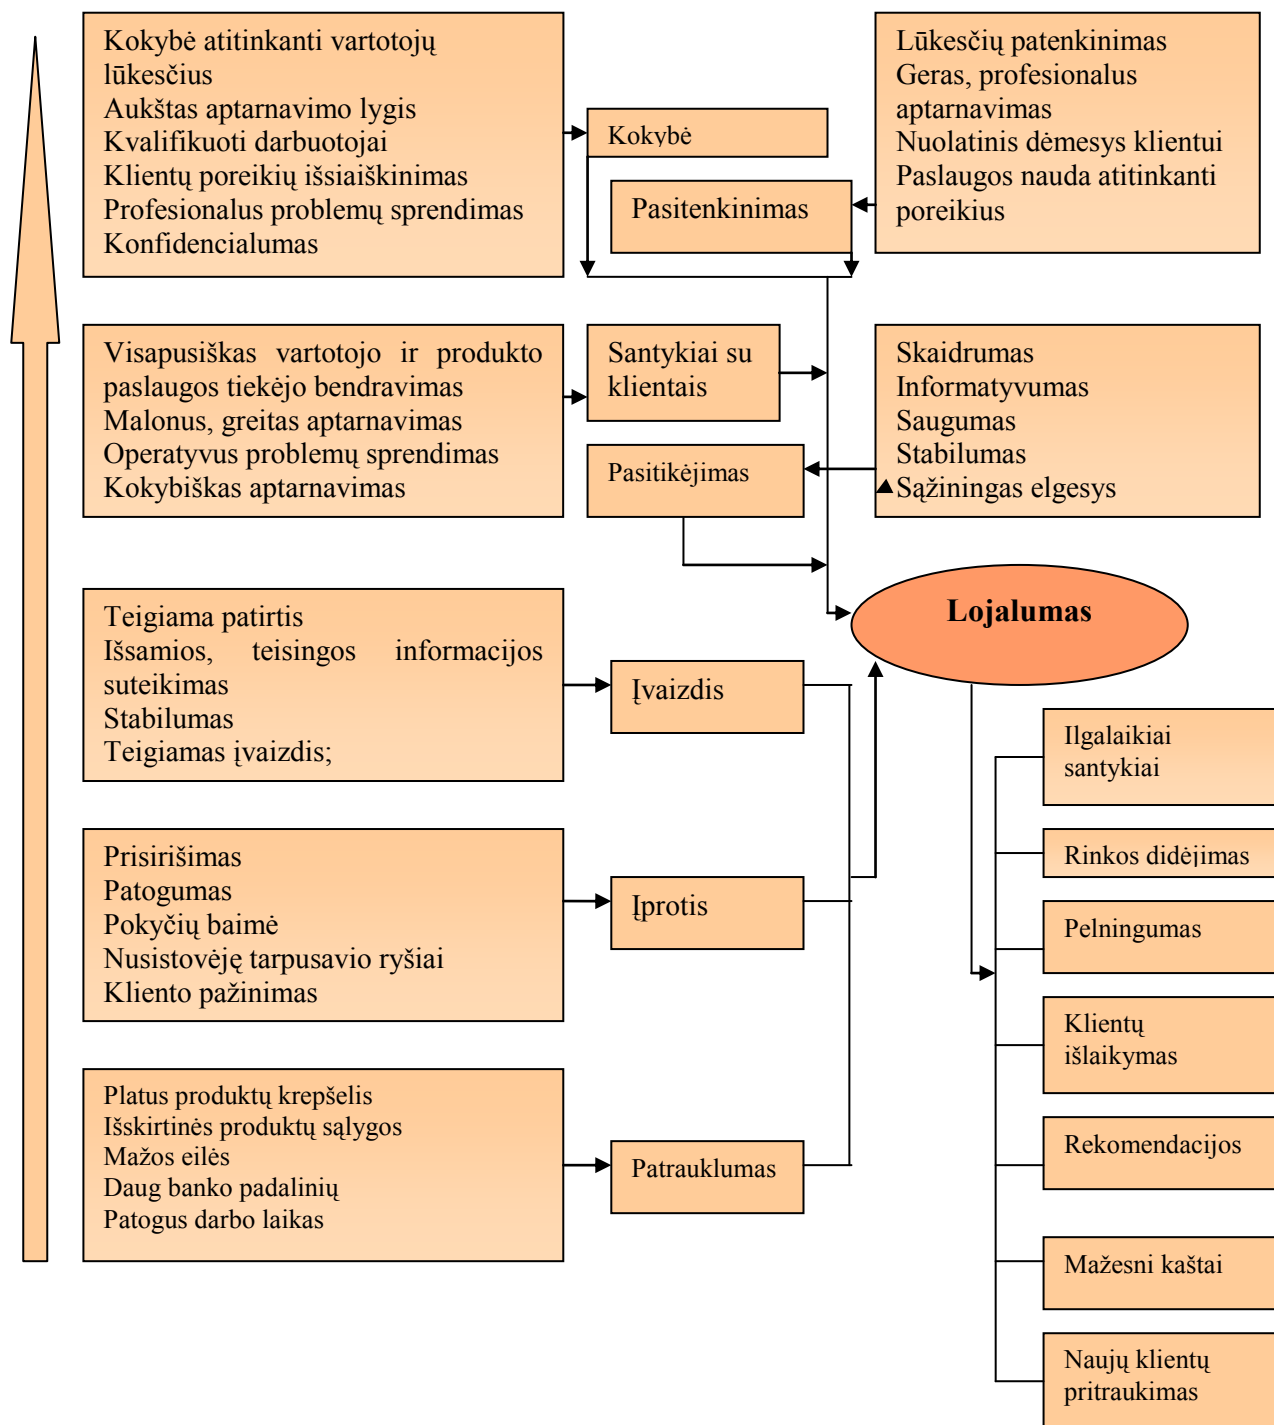 Kokybė atitinkanti vartotojų
lūkesčius
Aukštas aptarnavimo lygis
Kvalifikuoti darbuotojai
Klientų poreikių išsiaiškinimas
Profesionalus problemų sprendimas
Konfidencialumas
Kokybė
Pasitenkinimas
Lūkesčių patenkinimas
Geras, profesionalus
aptarnavimas
Nuolatinis dėmesys klientui
Paslaugos nauda atitinkanti
poreikius
Visapusiškas vartotojo ir produkto
paslaugos tiekėjo bendravimas
Malonus, greitas aptarnavimas
Operatyvus problemų sprendimas
Kokybiškas aptarnavimas
Santykiai su
klientais
Pasitikėjimas
Skaidrumas
Informatyvumas
Saugumas
Stabilumas
Sąžiningas elgesys
Lojalumas
Teigiama patirtis
Išsamios, teisingos informacijos
suteikimas
Stabilumas
Teigiamas įvaizdis;
Įvaizdis
Prisirišimas
Patogumas
Pokyčių baimė
Nusistovėję tarpusavio ryšiai
Kliento pažinimas
Įprotis
Platus produktų krepšelis
Išskirtinės produktų sąlygos
Mažos eilės
Daug banko padalinių
Patogus darbo laikas
Patrauklumas
Ilgalaikiai
santykiai
Rinkos didėjimas
Pelningumas
Klientų
išlaikymas
Rekomendacijos
Mažesni kaštai
Naujų klientų
pritraukimas